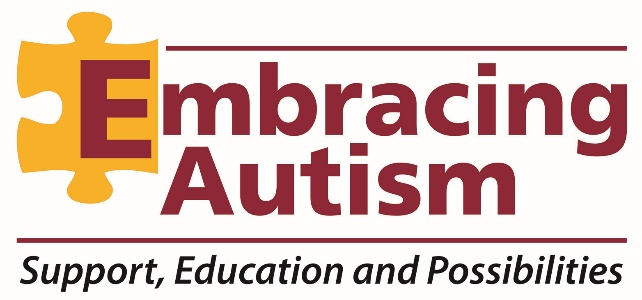 Embracing
Autism
Support, Education and Possibilities